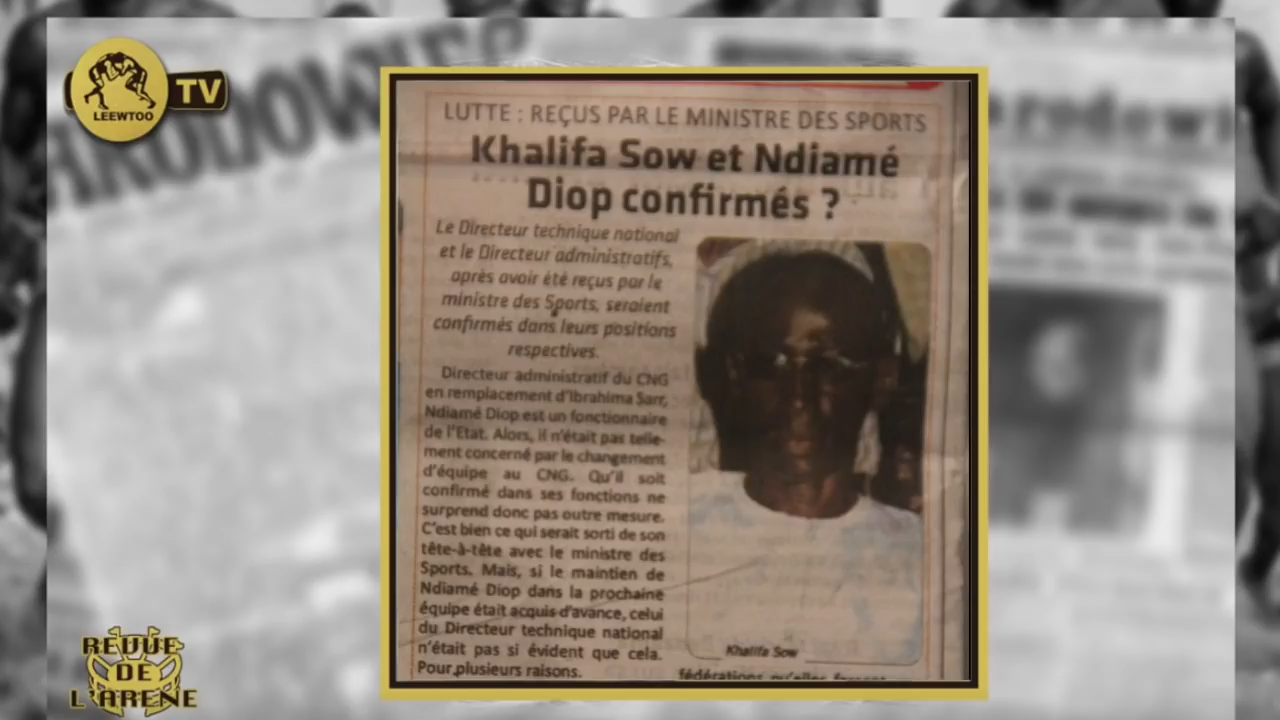 LEEWTOO
TV
LUTTE : REÇUS PAR LE MINISTRE DES SPORTS
Khalifa Sow et Ndiamé
Diop confirmés ?
Le Directeur technique national
et le Directeur administratifs,
après avoir été reçus par le
ministre des Sports, seraient
confirmés dans leurs positions
respectives.
Directeur administratif du CNG
en remplacement d'Ibrahima Sarr,
Ndiamé Diop est un fonctionnaire
de l'Etat. Alors, il n'était pas telle-
ment concerné par le changement
d'équipe au CNG. Qu'il soit
confirmé dans ses fonctions ne
surprend donc pas outre mesure.
C'est bien ce qui serait sorti de son
tête-à-tête avec le ministre des
Sports. Mais, si le maintien de
Ndiamé Diop dans la prochaine
équipe était acquis d'avance, celui
du Directeur technique national
n'était pas si évident que cela.
Pour plusieurs raisons.
Khalifa Sow
fédérations qu'elles
REVUE
DE
L'ARENE